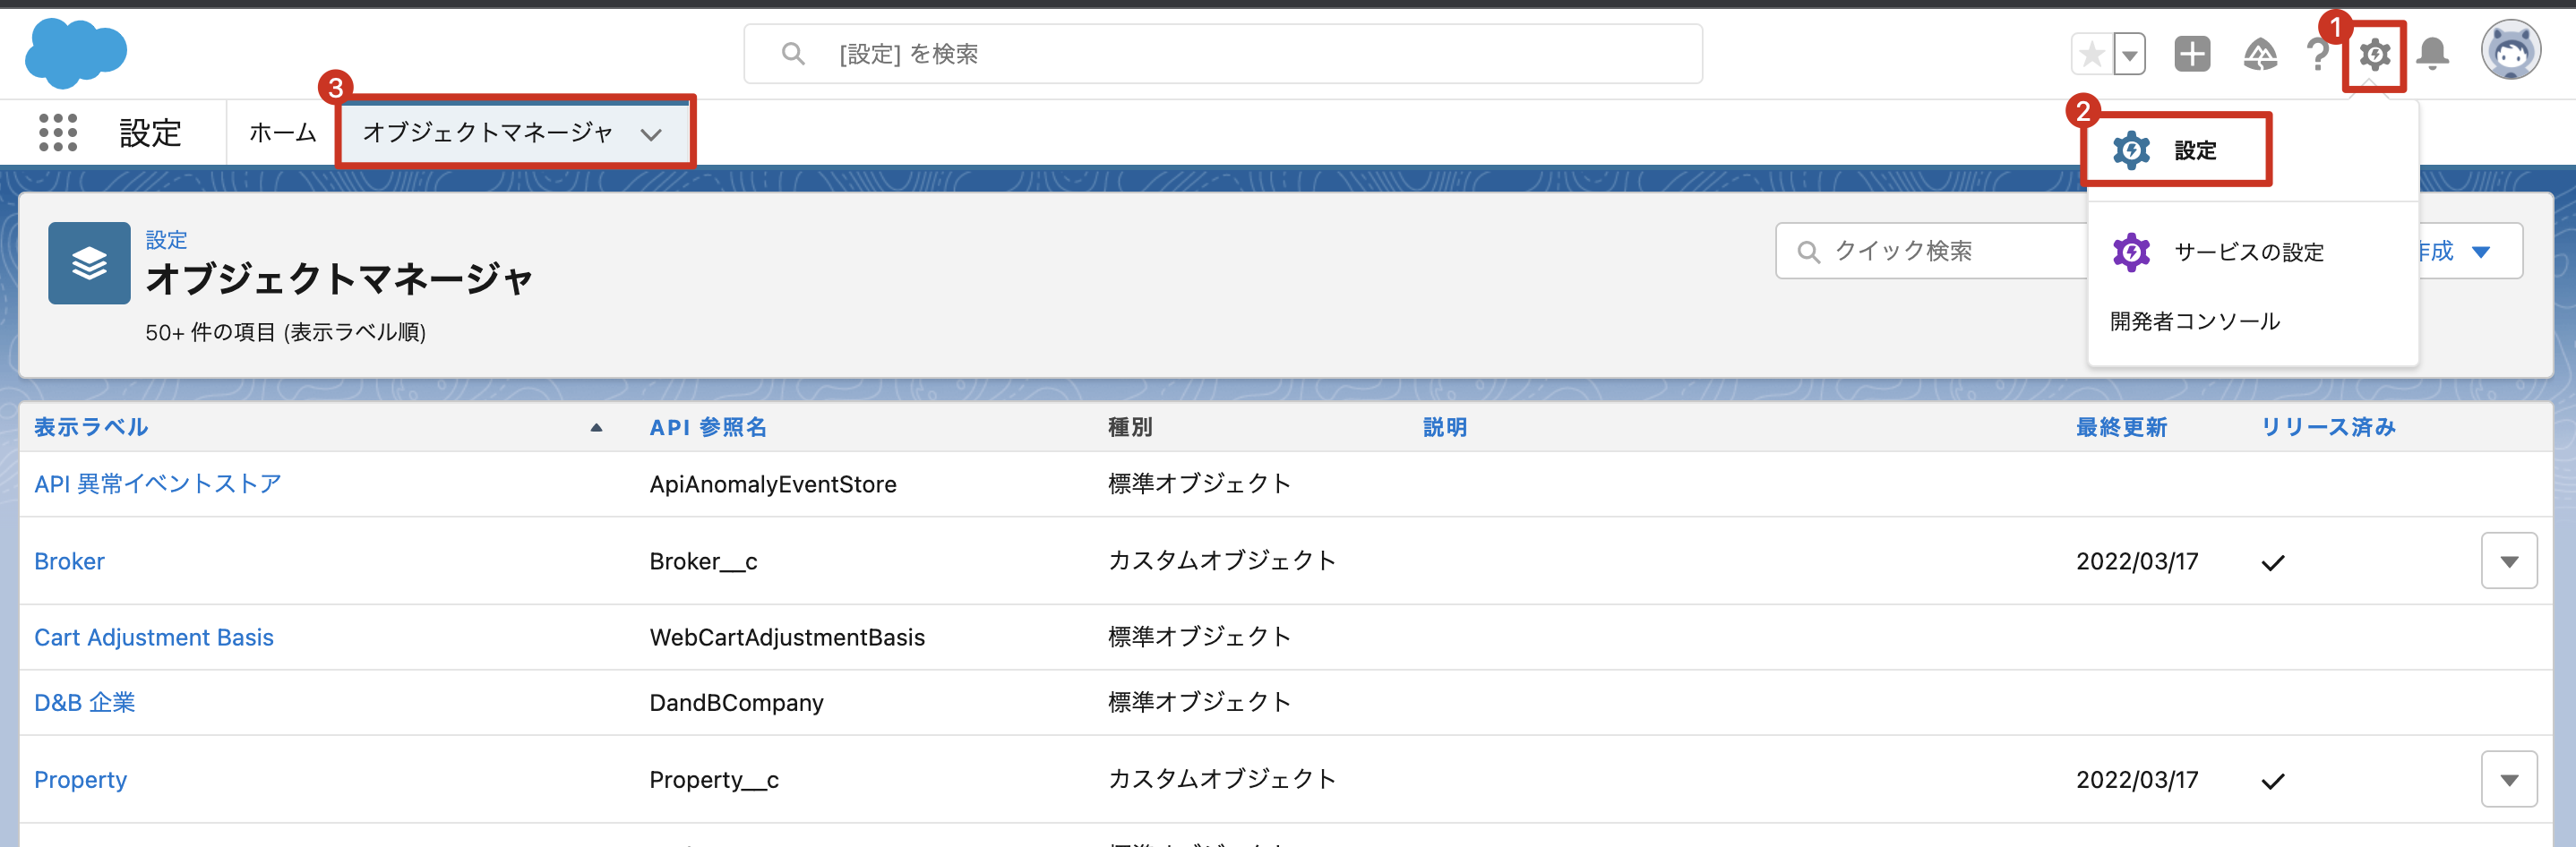 [設定] を検索
1
3
設定
ホーム
オブジェクトマネージャ
2
設定
設定
オブジェクトマネージャ
50+ 件の項目 (表示ラベル順)
クイック検索
サービスの設定
作成
開発者コンソール
表示ラベル API 参照名 種別 説明 最終更新 リリース済み
API 異常イベントストア ApiAnomalyEventStore 標準オブジェクト
Broker Broker__c カスタムオブジェクト 2022/03/17
Cart Adjustment Basis WebCartAdjustmentBasis 標準オブジェクト
D&B 企業 DandBCompany 標準オブジェクト
Property Property__c カスタムオブジェクト 2022/03/17